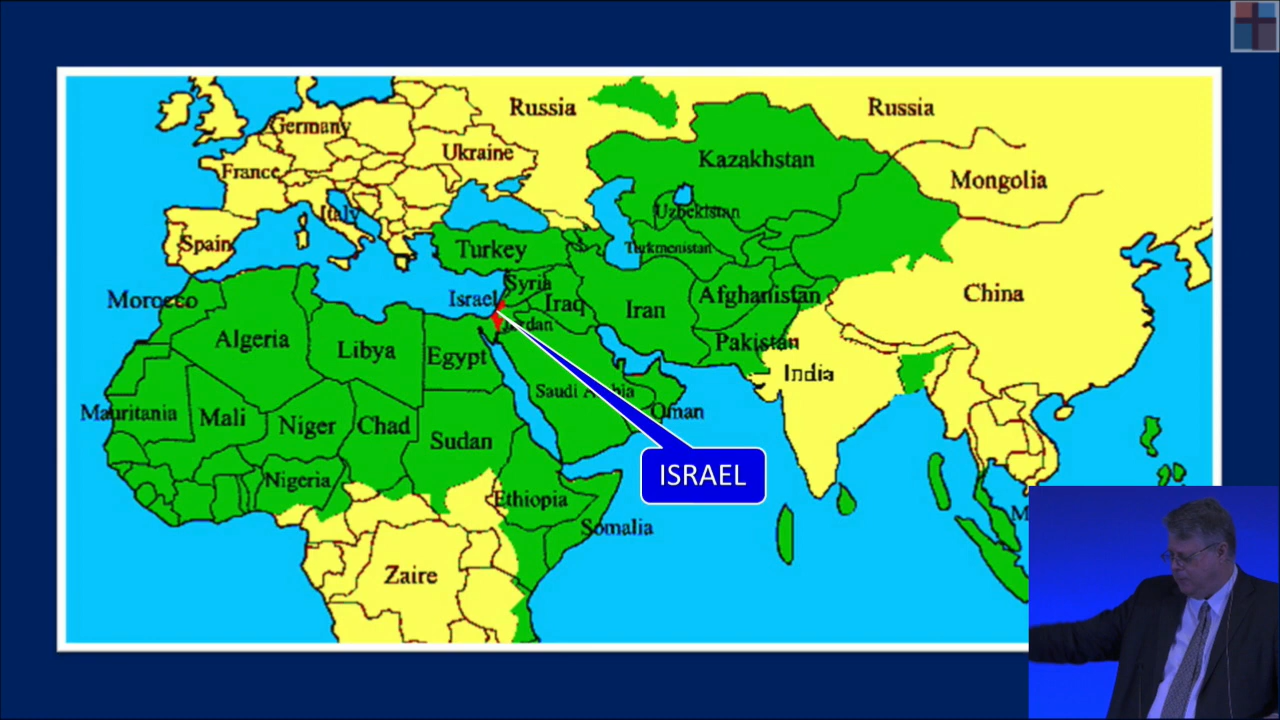 Russia
Russia
Germany
Ukraine
Kazakhstan
France
Mongolia
Italy
Uzbekistan
Spain
Turkey
Turkmenistan
Syria
Morocco
Israel
Iraq
Iran
Afghanistan
China
Jordan
Algeria
Libya
Egypt
Pakistan
India
Saudi Arabia
Mauritania
Mali
Niger
Chad
Oman
Sudan
ISRAEL
Nigeria
Ethiopia
Somalia
M
Zaire